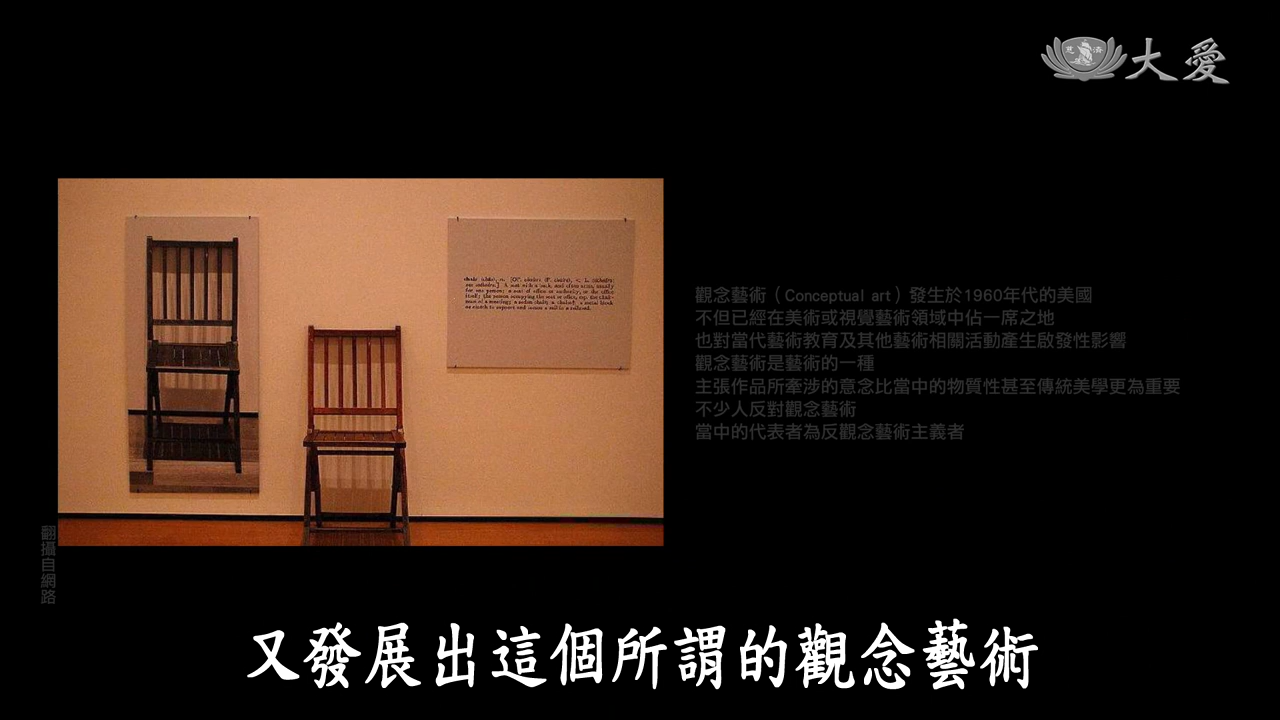 大愛
慈濟
觀念藝術（Conceptual art）發生於1960年代的美國
不但已經在美術或視覺藝術領域中佔一席之地
也對當代藝術教育及其他藝術相關活動產生啟發性影響
觀念藝術是藝術的一種
主張作品所牽涉的意念比當中的物質性甚至傳統美學更為重要
不少人反對觀念藝術
當中的代表者為反觀念藝術主義者
翻攝自網路
又發展出這個所謂的觀念藝術